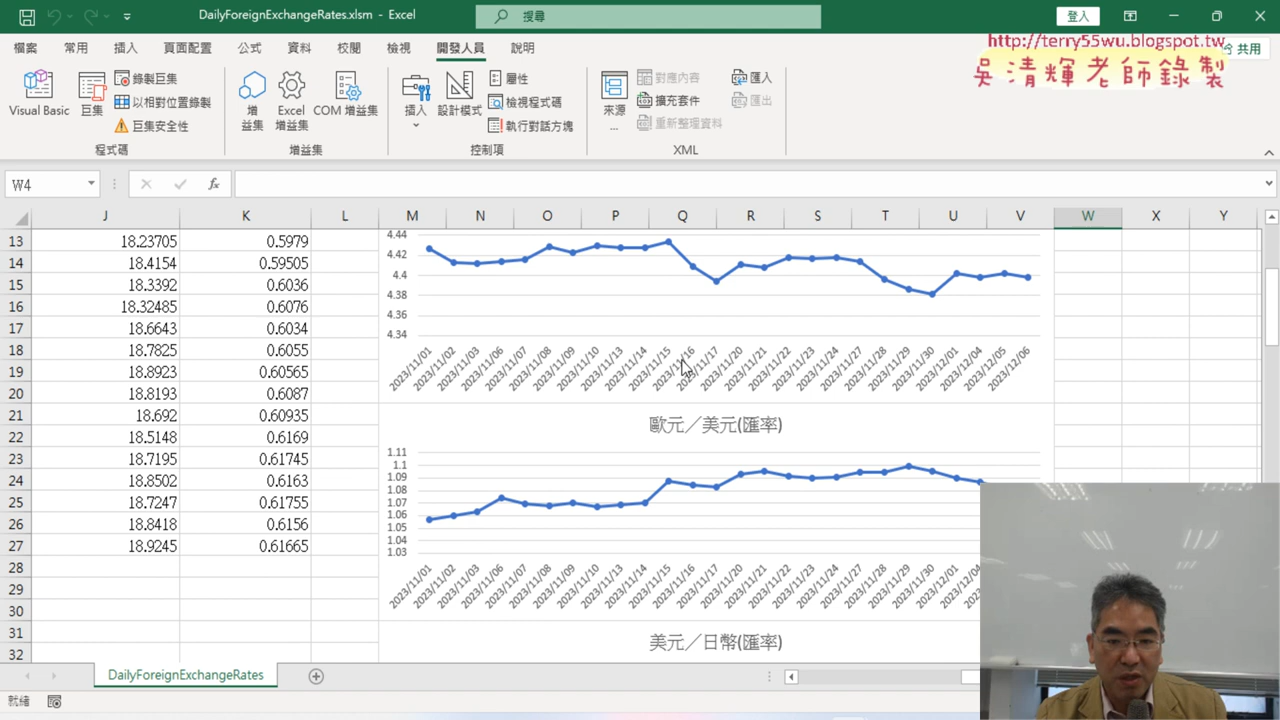 DailyForeignExchangeRates.xlsm - Excel
搜尋
登入
檔案 常用 插入 頁面配置 公式 資料 校閱 檢視 開發人員 說明
共用
http://terry55wu.blogspot.tw
吳清輝老師錄製
Visual Basic
巨集
錄製巨集
以相對位置錄製
巨集安全性
程式碼
增益集
Excel 增益集
COM 增益集
增益集
插入
設計模式
屬性
檢視程式碼
執行對話方塊
控制項
來源
...
對應內容
擴充套件
重新整理資料
匯入
匯出
XML
W4
fx
J K L M N O P Q R S T U V W X Y
13 18.23705 0.5979
14 18.4154 0.59505
15 18.3392 0.6036
16 18.32485 0.6076
17 18.6643 0.6034
18 18.7825 0.6055
19 18.8923 0.60565
20 18.8193 0.6087
21 18.692 0.60935
22 18.5148 0.6169
23 18.7195 0.61745
24 18.8502 0.6163
25 18.7247 0.61755
26 18.8418 0.6156
27 18.9245 0.61665
28
29
30
31
32
4.44
4.42
4.4
4.38
4.36
4.34
2023/11/01 2023/11/02 2023/11/03 2023/11/06 2023/11/07 2023/11/08 2023/11/09 2023/11/10 2023/11/13 2023/11/14 2023/11/15 2023/11/16 2023/11/17 2023/11/20 2023/11/21 2023/11/22 2023/11/23 2023/11/24 2023/11/27 2023/11/28 2023/11/29 2023/11/30 2023/12/01 2023/12/04 2023/12/05 2023/12/06
歐元／美元(匯率)
1.11
1.1
1.09
1.08
1.07
1.06
1.05
1.04
1.03
2023/11/01 2023/11/02 2023/11/03 2023/11/06 2023/11/07 2023/11/08 2023/11/09 2023/11/10 2023/11/13 2023/11/14 2023/11/15 2023/11/16 2023/11/17 2023/11/20 2023/11/21 2023/11/22 2023/11/23 2023/11/24 2023/11/27 2023/11/28 2023/11/29 2023/11/30 2023/12/01 2023/12/04
美元／日幣(匯率)
DailyForeignExchangeRates
就緒